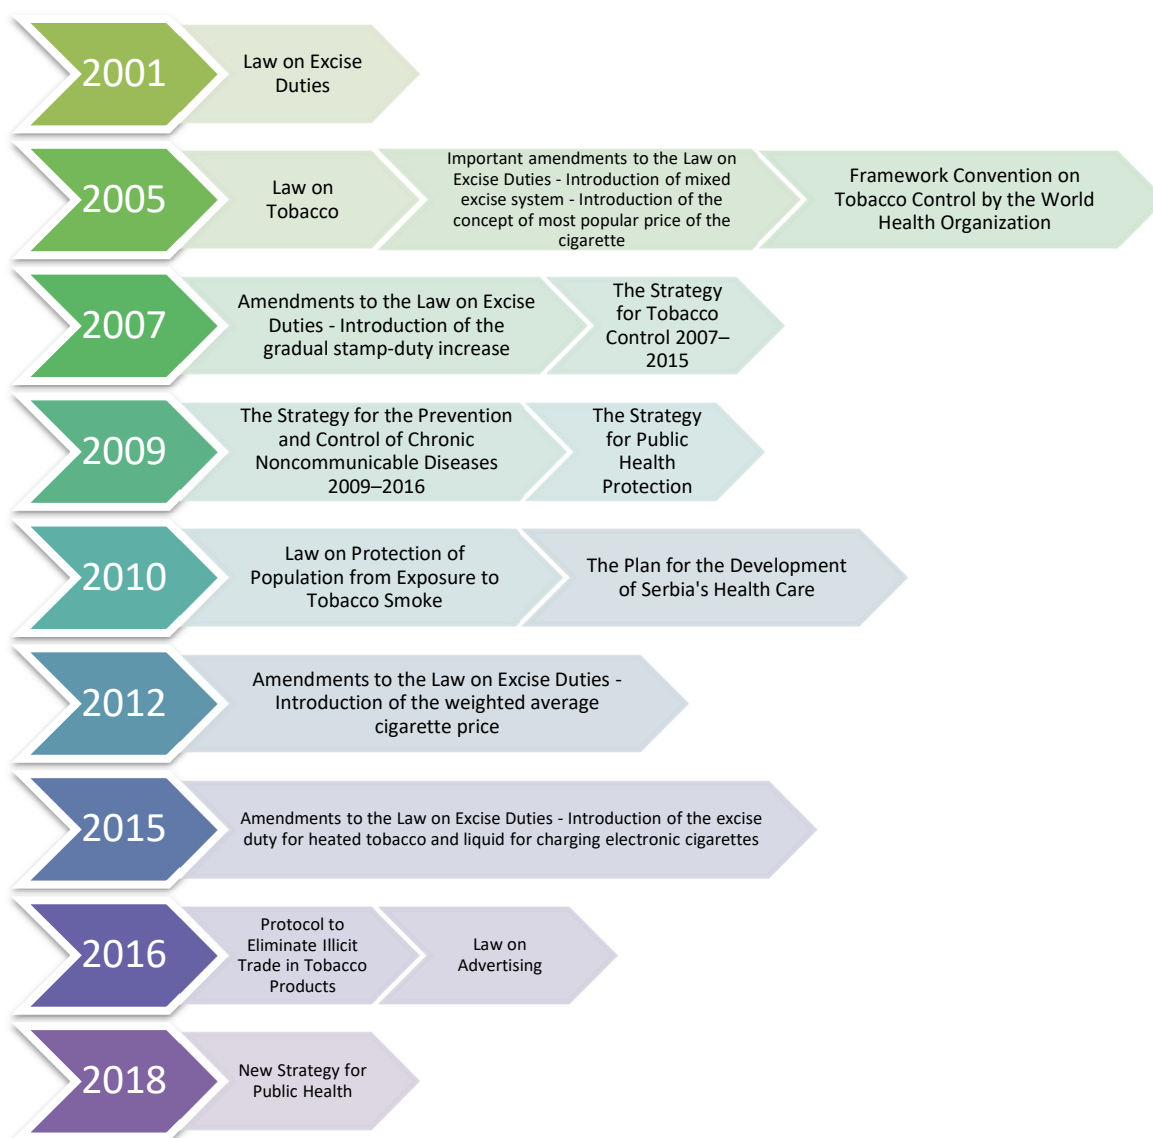 2001
Law on Excise
Duties
2005
Law on
Tobacco
Important amendments to the Law on
Excise Duties - Introduction of mixed
excise system - Introduction of the
concept of most popular price of the
cigarette
Framework Convention on
Tobacco Control by the World
Health Organization
2007
Amendments to the Law on Excise
Duties - Introduction of the
gradual stamp-duty increase
The Strategy
for Tobacco
Control 2007–
2015
2009
The Strategy for the Prevention
and Control of Chronic
Noncommunicable Diseases
2009–2016
The Strategy
for Public
Health
Protection
2010
Law on Protection of
Population from Exposure to
Tobacco Smoke
The Plan for the Development
of Serbia's Health Care
2012
Amendments to the Law on Excise Duties -
Introduction of the weighted average
cigarette price
2015
Amendments to the Law on Excise Duties - Introduction of the excise
duty for heated tobacco and liquid for charging electronic cigarettes
2016
Protocol to
Eliminate Illicit
Trade in Tobacco
Products
Law on
Advertising
2018
New Strategy for
Public Health